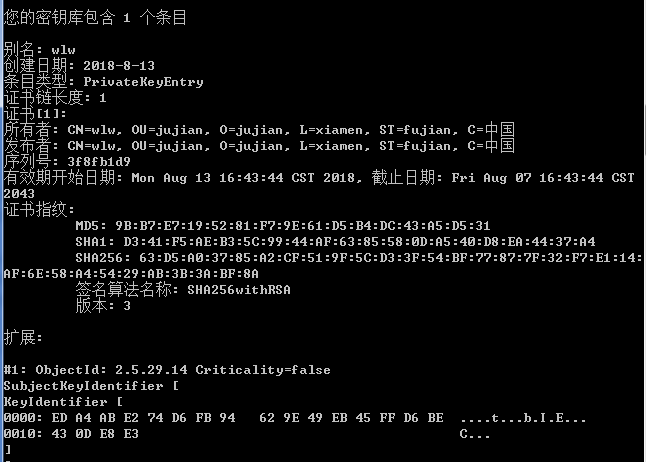 您的密钥库包含 1 个条目
别名: wlw
创建日期: 2018-8-13
条目类型: PrivateKeyEntry
证书链长度: 1
证书[1]:
所有者: CN=wlw, OU=jujian, O=jujian, L=xiamen, ST=fujian, C=中国
发布者: CN=wlw, OU=jujian, O=jujian, L=xiamen, ST=fujian, C=中国
序列号: 3f8fb1d9
有效期开始日期: Mon Aug 13 16:43:44 CST 2018, 截止日期: Fri Aug 07 16:43:44 CST
2043
证书指纹:
MD5: 9B:B7:E7:19:52:81:F7:9E:61:D5:B4:DC:43:A5:D5:31
SHA1: D3:41:F5:AE:B3:5C:99:44:AF:63:85:58:0D:A5:40:D8:EA:44:37:A4
SHA256: 63:D5:A0:37:85:A2:CF:51:9F:5C:D3:3F:54:BF:77:87:7F:32:F7:E1:14:
AF:6E:58:A4:54:29:AB:3B:3A:BF:8A
签名算法名称: SHA256withRSA
版本: 3
扩展:
#1: ObjectId: 2.5.29.14 Criticality=false
SubjectKeyIdentifier [
KeyIdentifier [
0000: ED A4 AB E2 74 D6 FB 94   62 9E 49 EB 45 FF D6 BE  ....t...b.I.E...
0010: 43 0D E8 E3                                        C...
]